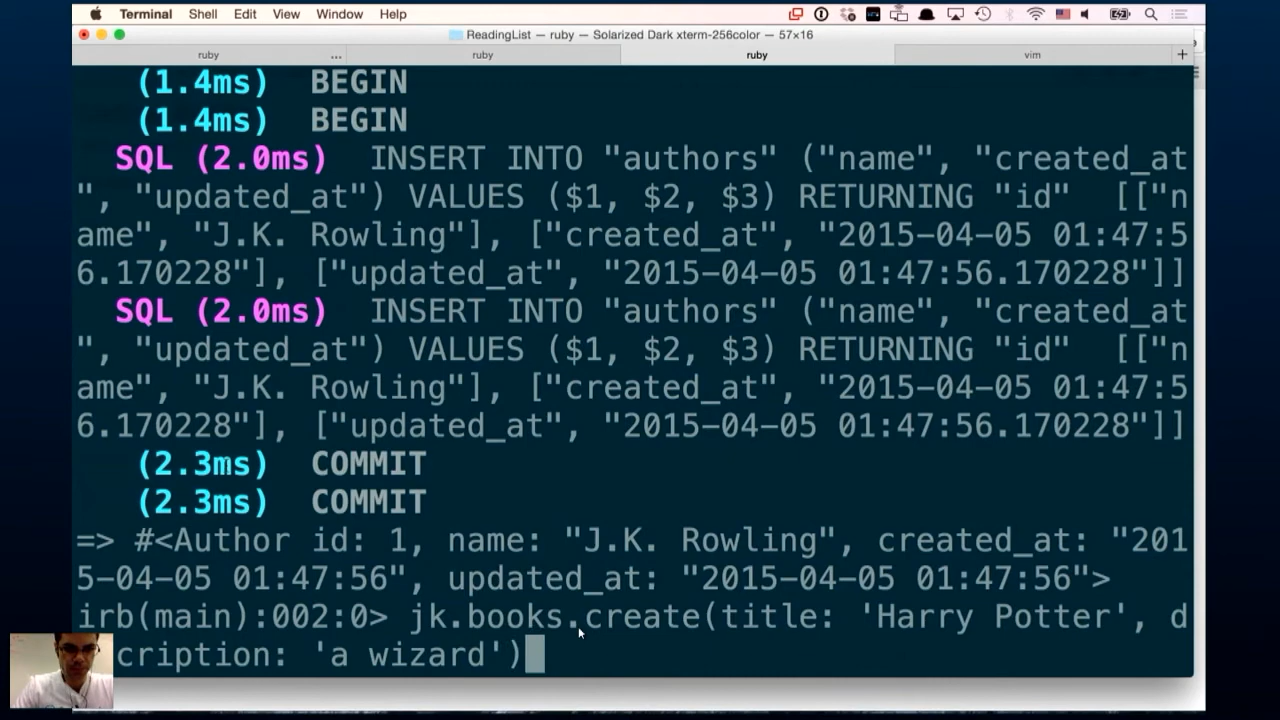 Terminal Shell Edit View Window Help
ReadingList — ruby — Solarized Dark xterm-256color — 57×16
ruby ... ruby ruby vim +
(1.4ms) BEGIN
(1.4ms) BEGIN
SQL (2.0ms) INSERT INTO "authors" ("name", "created_at
", "updated_at") VALUES ($1, $2, $3) RETURNING "id" [["n
ame", "J.K. Rowling"], ["created_at", "2015-04-05 01:47:5
6.170228"], ["updated_at", "2015-04-05 01:47:56.170228"]]
SQL (2.0ms) INSERT INTO "authors" ("name", "created_at
", "updated_at") VALUES ($1, $2, $3) RETURNING "id" [["n
ame", "J.K. Rowling"], ["created_at", "2015-04-05 01:47:5
6.170228"], ["updated_at", "2015-04-05 01:47:56.170228"]]
(2.3ms) COMMIT
(2.3ms) COMMIT
=> #<Author id: 1, name: "J.K. Rowling", created_at: "201
5-04-05 01:47:56", updated_at: "2015-04-05 01:47:56">
irb(main):002:0> jk.books.create(title: 'Harry Potter', d
cription: 'a wizard')